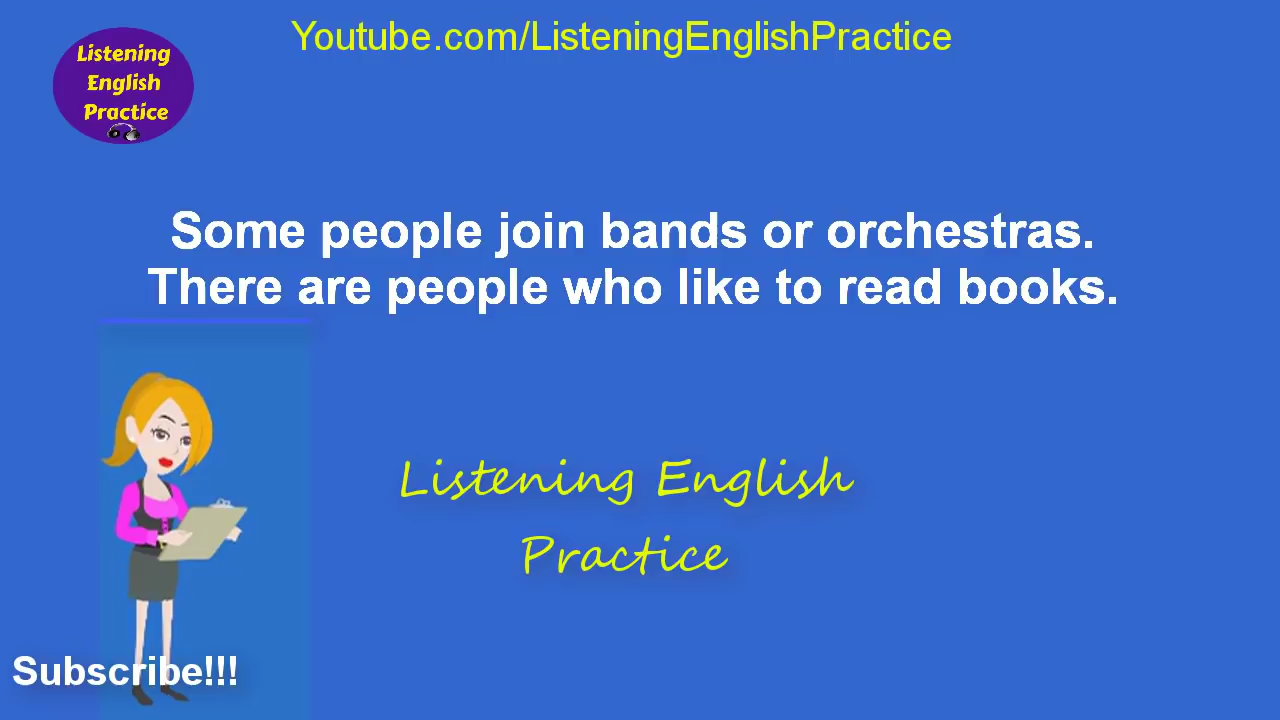 Youtube.com/ListeningEnglishPractice
Listening
English
Practice
Some people join bands or orchestras.
There are people who like to read books.
Listening English
Practice
Subscribe!!!